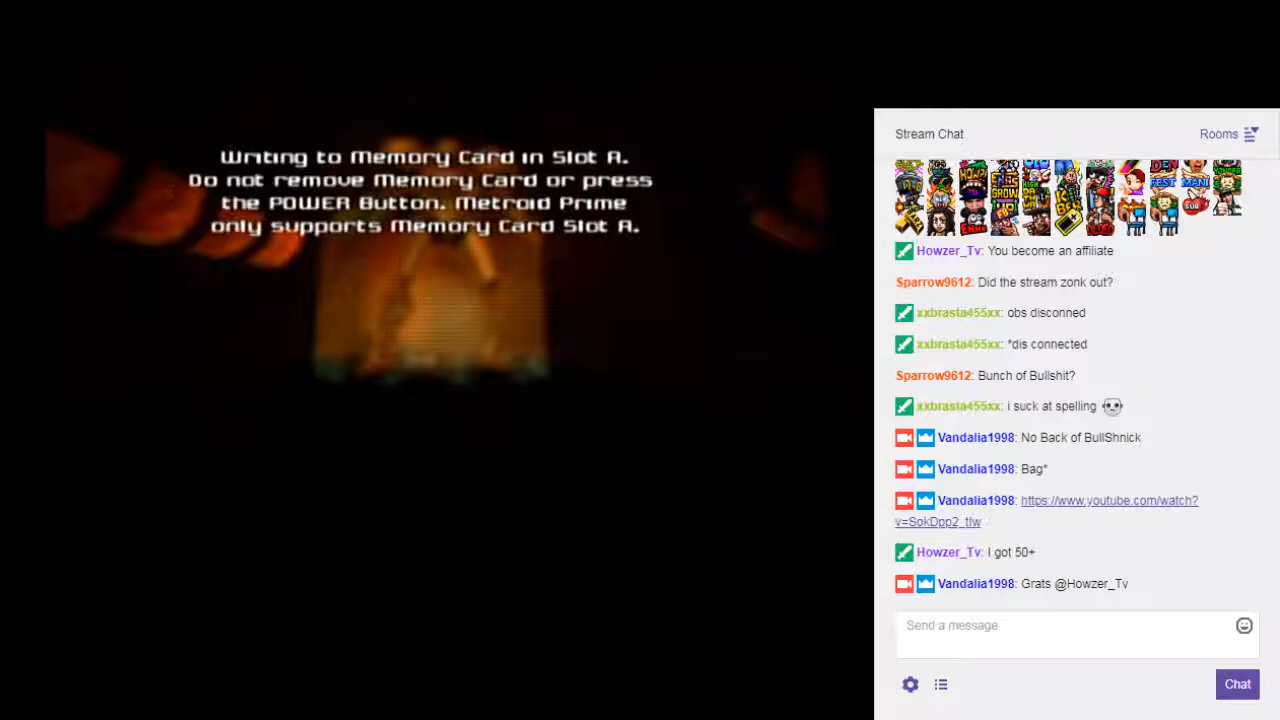 Writing to Memory Card in Slot A.
Do not remove Memory Card or press
the POWER Button. Metroid Prime
only supports Memory Card Slot A.
Stream Chat
Rooms
Howzer_Tv: You become an affiliate
Sparrow9612: Did the stream zonk out?
xxbrasta455xx: obs disconned
xxbrasta455xx: *dis connected
Sparrow9612: Bunch of Bullshit?
xxbrasta455xx: i suck at spelling
Vandalia1998: No Back of BullShnick
Vandalia1998: Bag*
Vandalia1998: https://www.youtube.com/watch?
Howzer_Tv: I got 50+
Vandalia1998: Grats @Howzer_Tv
Send a message
Chat